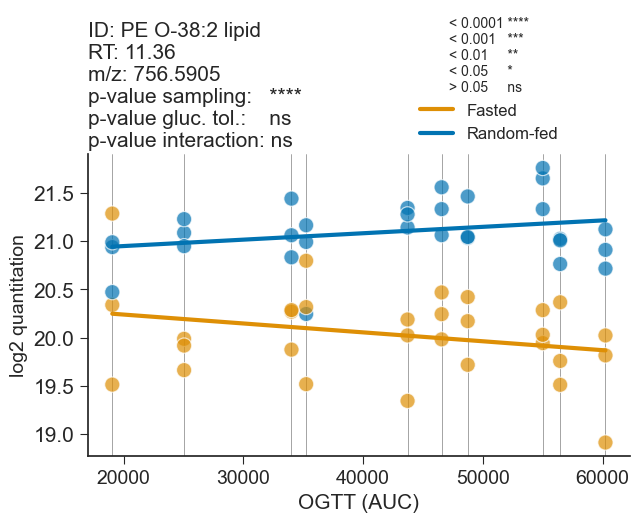 ID: PE O-38:2 lipid
RT: 11.36
m/z: 756.5905
p-value sampling: ****
p-value gluc. tol.: ns
p-value interaction: ns
< 0.0001 ****
< 0.001 ***
< 0.01 **
< 0.05 *
> 0.05 ns
Fasted
Random-fed
log2 quantitation
21.5
21.0
20.5
20.0
19.5
19.0
20000 30000 40000 50000 60000
OGTT (AUC)